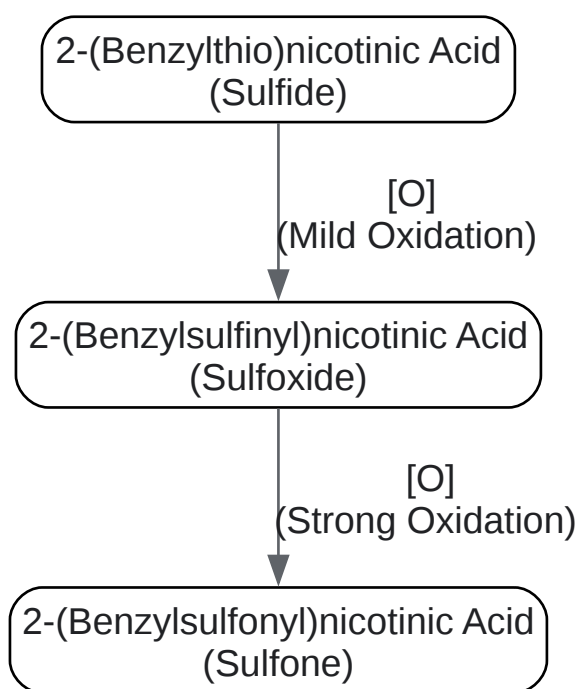 2-(Benzylthio)nicotinic Acid
(Sulfide)
[O]
(Mild Oxidation)
2-(Benzylsulfinyl)nicotinic Acid
(Sulfoxide)
[O]
(Strong Oxidation)
2-(Benzylsulfonyl)nicotinic Acid
(Sulfone)